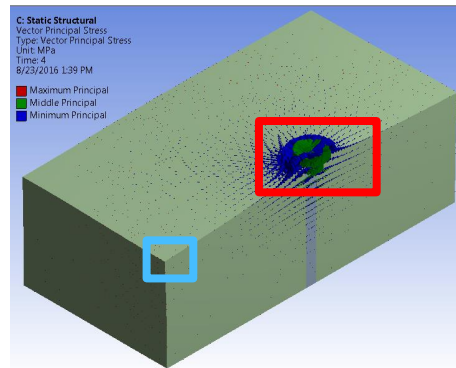 C: Static Structural
Vector Principal Stress
Type: Vector Principal Stress
Unit: MPa
Time: 4
8/23/2016 1:39 PM
Maximum Principal
Middle Principal
Minimum Principal